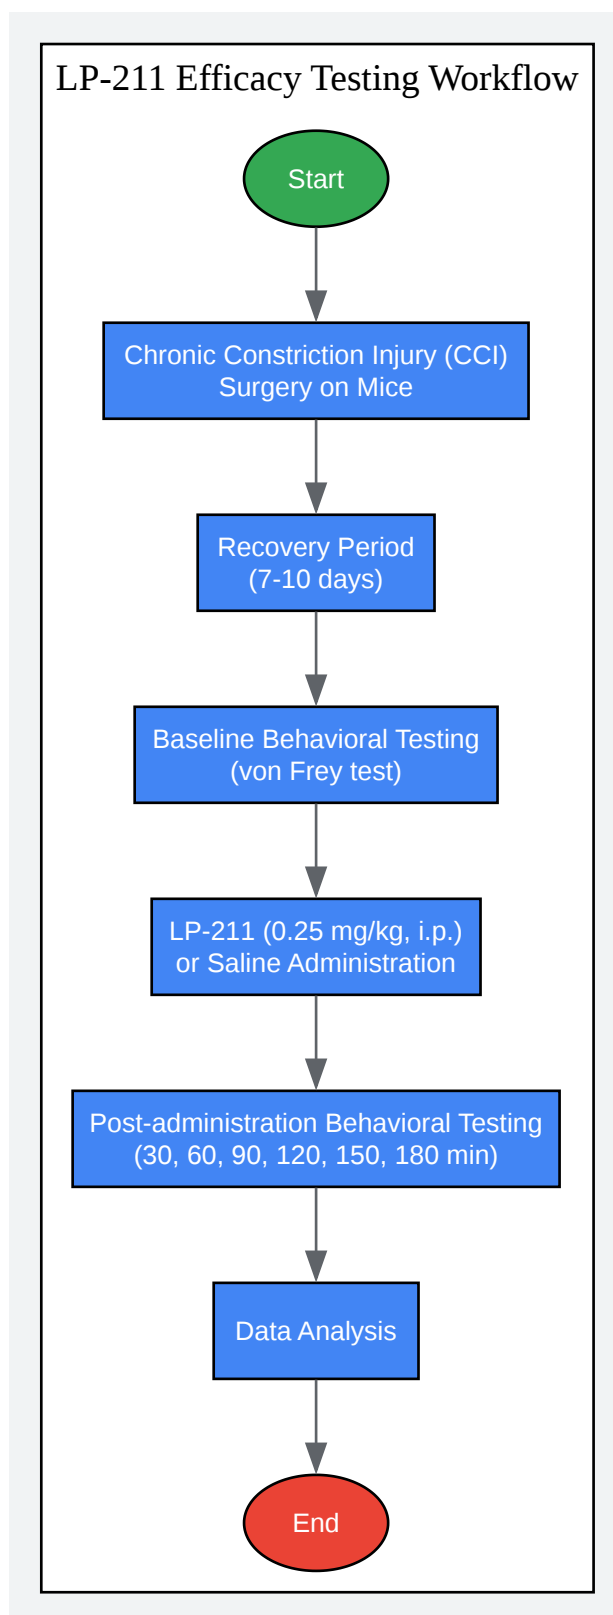 LP-211 Efficacy Testing Workflow
Start
Chronic Constriction Injury (CCI)
Surgery on Mice
Recovery Period
(7-10 days)
Baseline Behavioral Testing
(von Frey test)
LP-211 (0.25 mg/kg, i.p.)
or Saline Administration
Post-administration Behavioral Testing
(30, 60, 90, 120, 150, 180 min)
Data Analysis
End